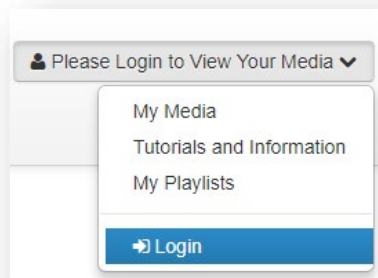 Please Login to View Your Media
My Media
Tutorials and Information
My Playlists
Login